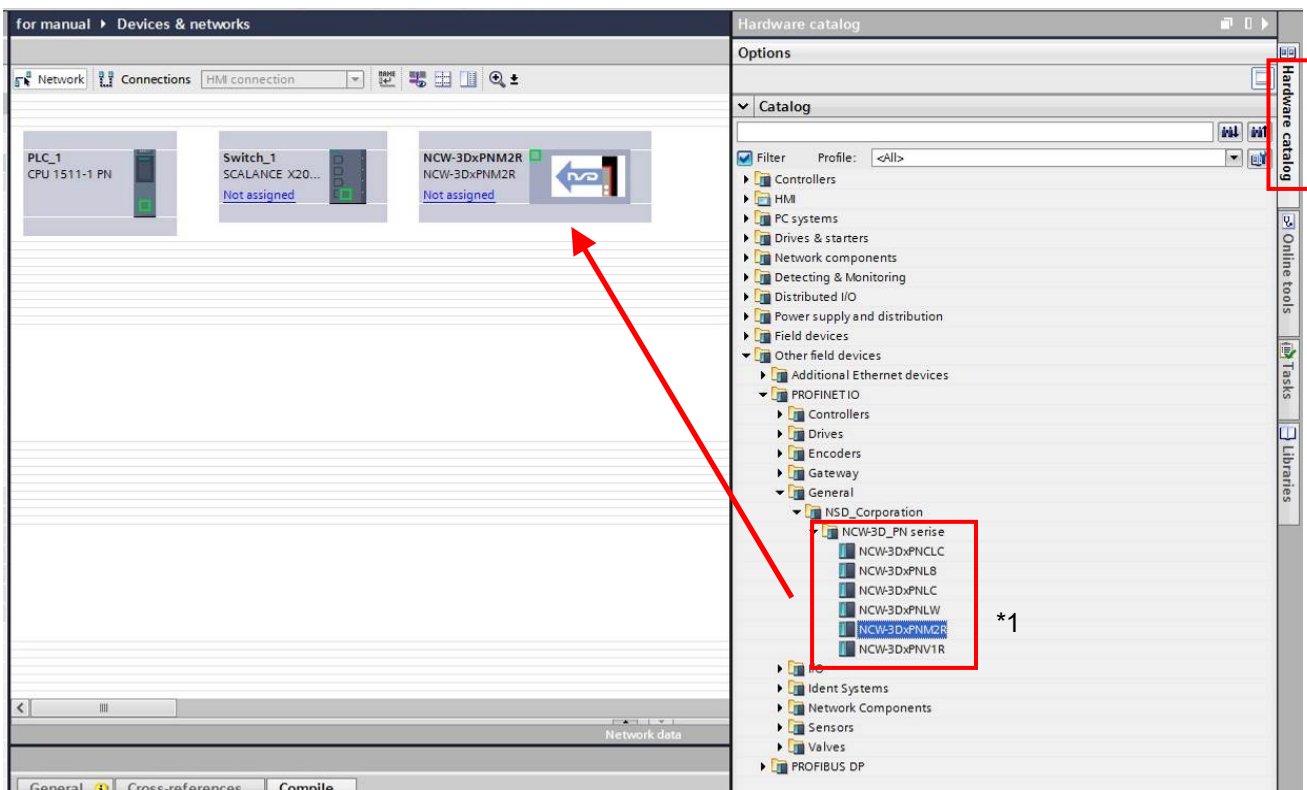 for manual ▸ Devices & networks
Network Connections HMI connection
PLC_1
CPU 1511-1 PN
Switch_1
SCALANCE X20...
Not assigned
NCW-3DxPNM2R
NCW-3DxPNM2R
Not assigned
Network data
General Cross-references Compile
Hardware catalog
Options
Catalog
Filter Profile: <All>
Controllers
HMI
PC systems
Drives & starters
Network components
Detecting & Monitoring
Distributed I/O
Power supply and distribution
Field devices
Other field devices
Additional Ethernet devices
PROFINET IO
Controllers
Drives
Encoders
Gateway
General
NSD_Corporation
NCW-3D_PN serise
NCW-3DxPNCLC
NCW-3DxPNL8
NCW-3DxPNLC
NCW-3DxPNLW
NCW-3DxPNM2R
NCW-3DxPNV1R
*1
I/O
Ident Systems
Network Components
Sensors
Valves
PROFIBUS DP
Hardware catalog
Online tools
Tasks
Libraries